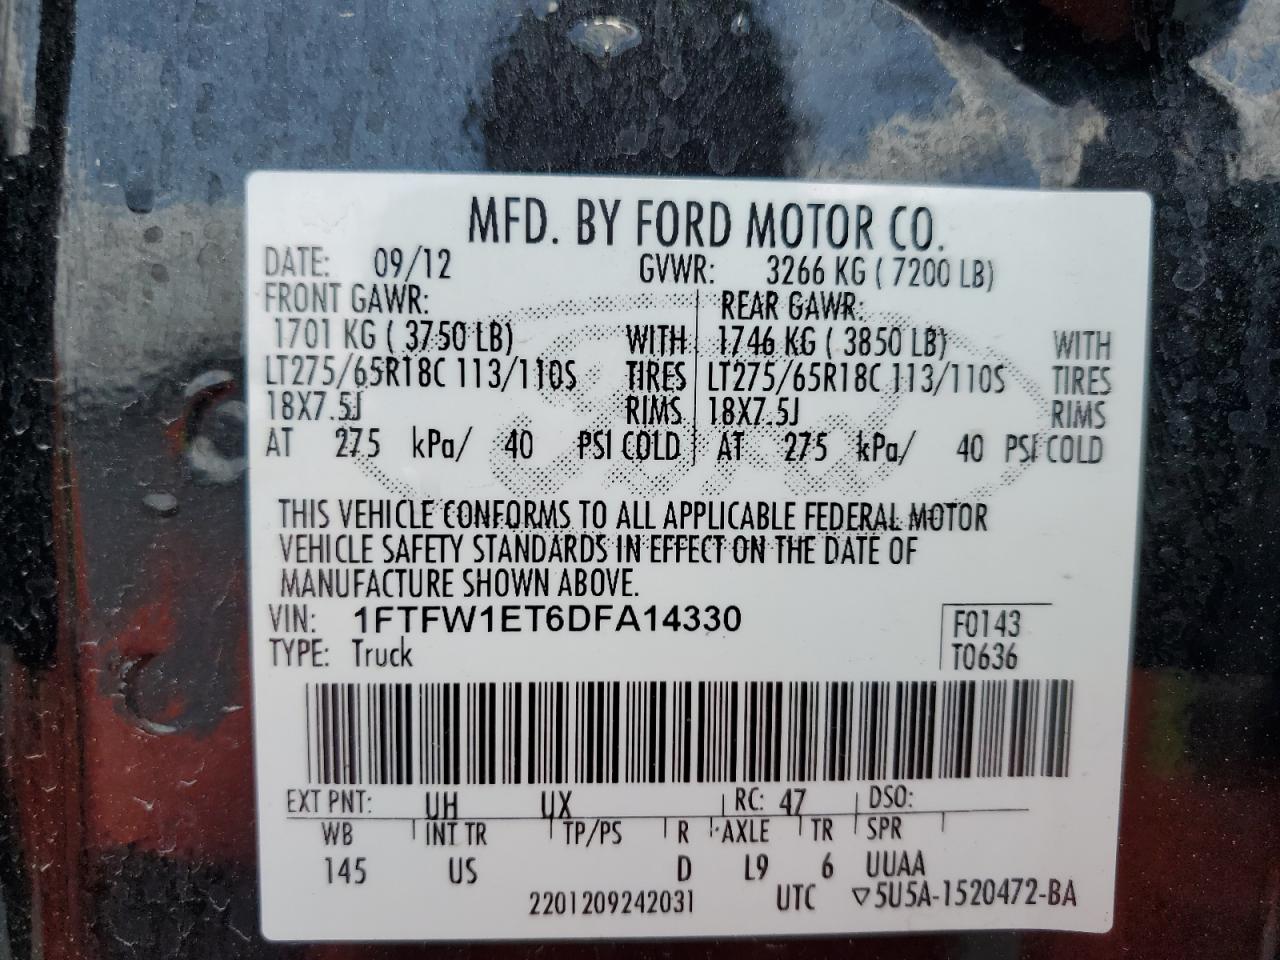 MFD. BY FORD MOTOR CO.
DATE: 09/12 GVWR: 3266 KG ( 7200 LB)
FRONT GAWR: REAR GAWR:
1701 KG ( 3750 LB) WITH 1746 KG ( 3850 LB) WITH
LT275/65R18C 113/110S TIRES LT275/65R18C 113/110S TIRES
18X7.5J RIMS 18X7.5J RIMS
AT 275 kPa/ 40 PSI COLD AT 275 kPa/ 40 PSI COLD
THIS VEHICLE CONFORMS TO ALL APPLICABLE FEDERAL MOTOR
VEHICLE SAFETY STANDARDS IN EFFECT ON THE DATE OF
MANUFACTURE SHOWN ABOVE.
VIN: 1FTFW1ET6DFA14330 F0143
TYPE: Truck T0636
EXT PNT: UH UX RC: 47 DSO:
WB INT TR TP/PS R AXLE TR SPR
145 US D L9 6 UUAA
2201209242031 UTC ▽5U5A-1520472-BA